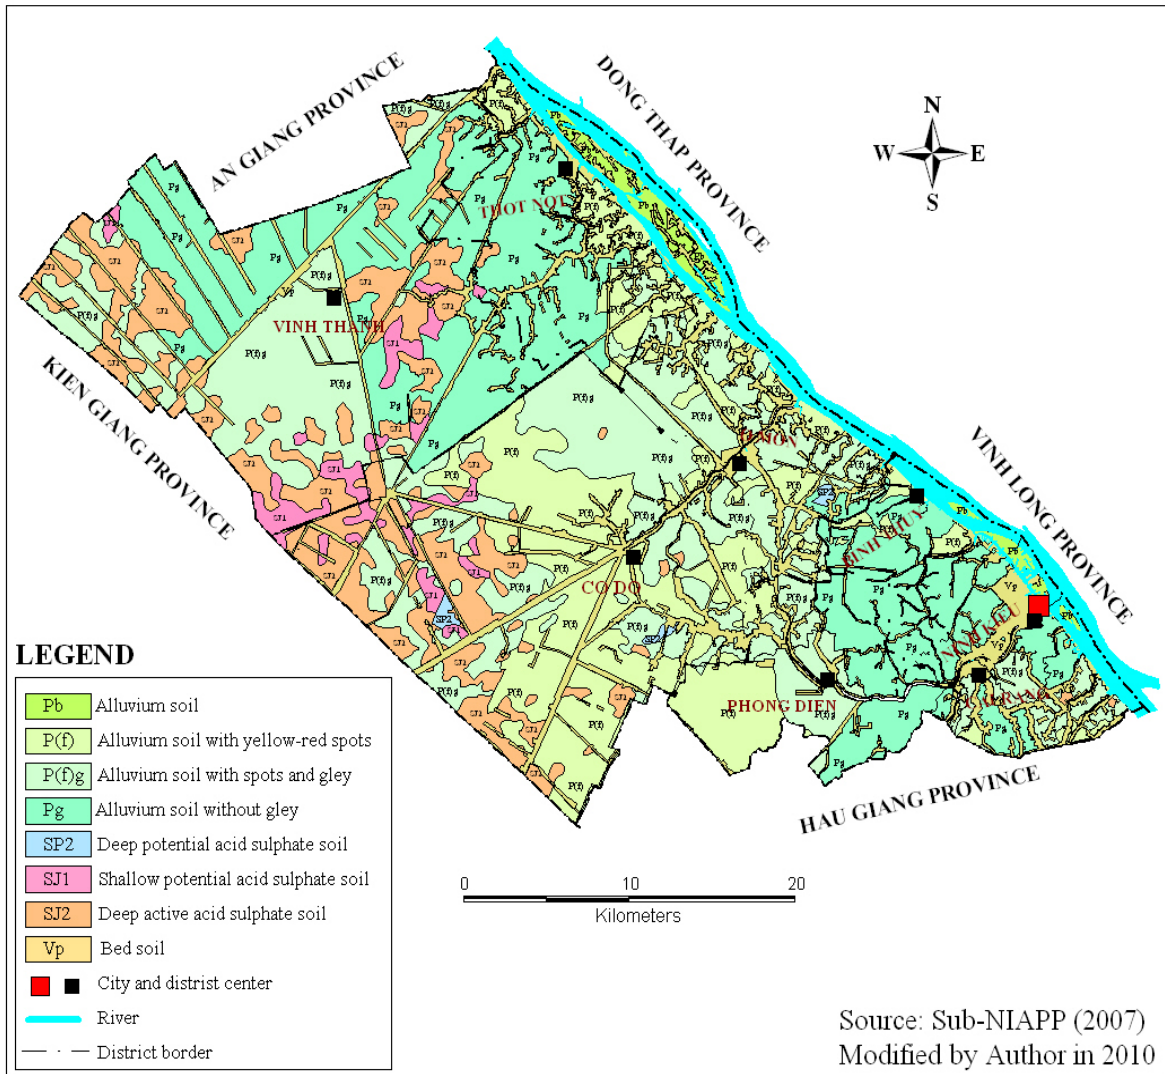 AN GIANG PROVINCE
DONG THAP PROVINCE
N
W E
S
THOT NOT
VINH THANH
KIEN GIANG PROVINCE
VINH LONG PROVINCE
O MON
BINH THUY
CO DO
NINH KIEU
PHONG DIEN
CAI RANG
HAU GIANG PROVINCE
LEGEND
Pb Alluvium soil
P(f) Alluvium soil with yellow-red spots
P(f)g Alluvium soil with spots and gley
Pg Alluvium soil without gley
SP2 Deep potential acid sulphate soil
SJ1 Shallow potential acid sulphate soil
SJ2 Deep active acid sulphate soil
Vp Bed soil
City and district center
River
District border
0 10 20
Kilometers
Source: Sub-NIAPP (2007)
Modified by Author in 2010